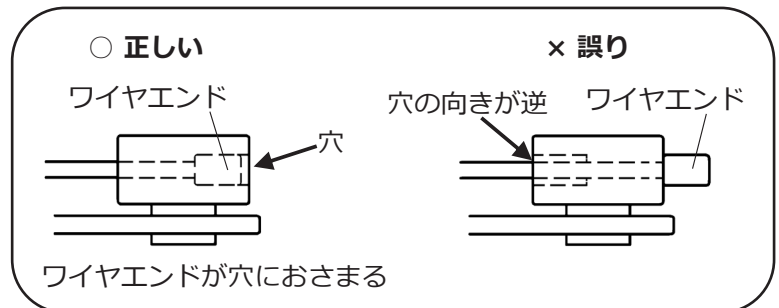 ○ 正しい
ワイヤエンド
穴
ワイヤエンドが穴におさまる
× 誤り
穴の向きが逆
ワイヤエンド